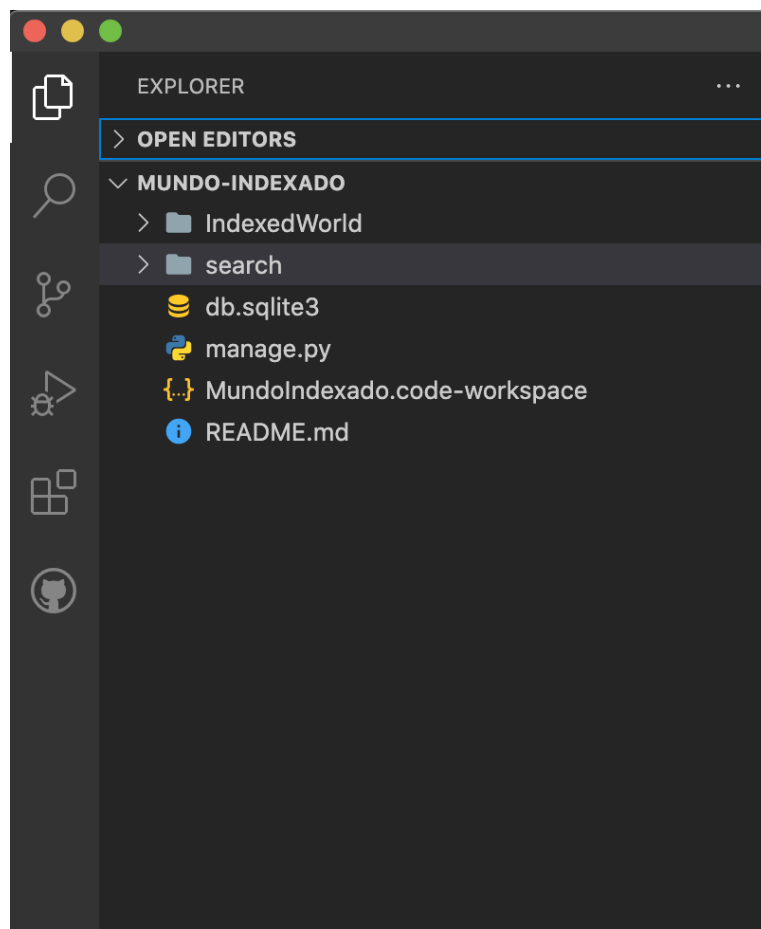 EXPLORER
OPEN EDITORS
MUNDO-INDEXADO
IndexedWorld
search
db.sqlite3
manage.py
{...} MundoIndexado.code-workspace
README.md